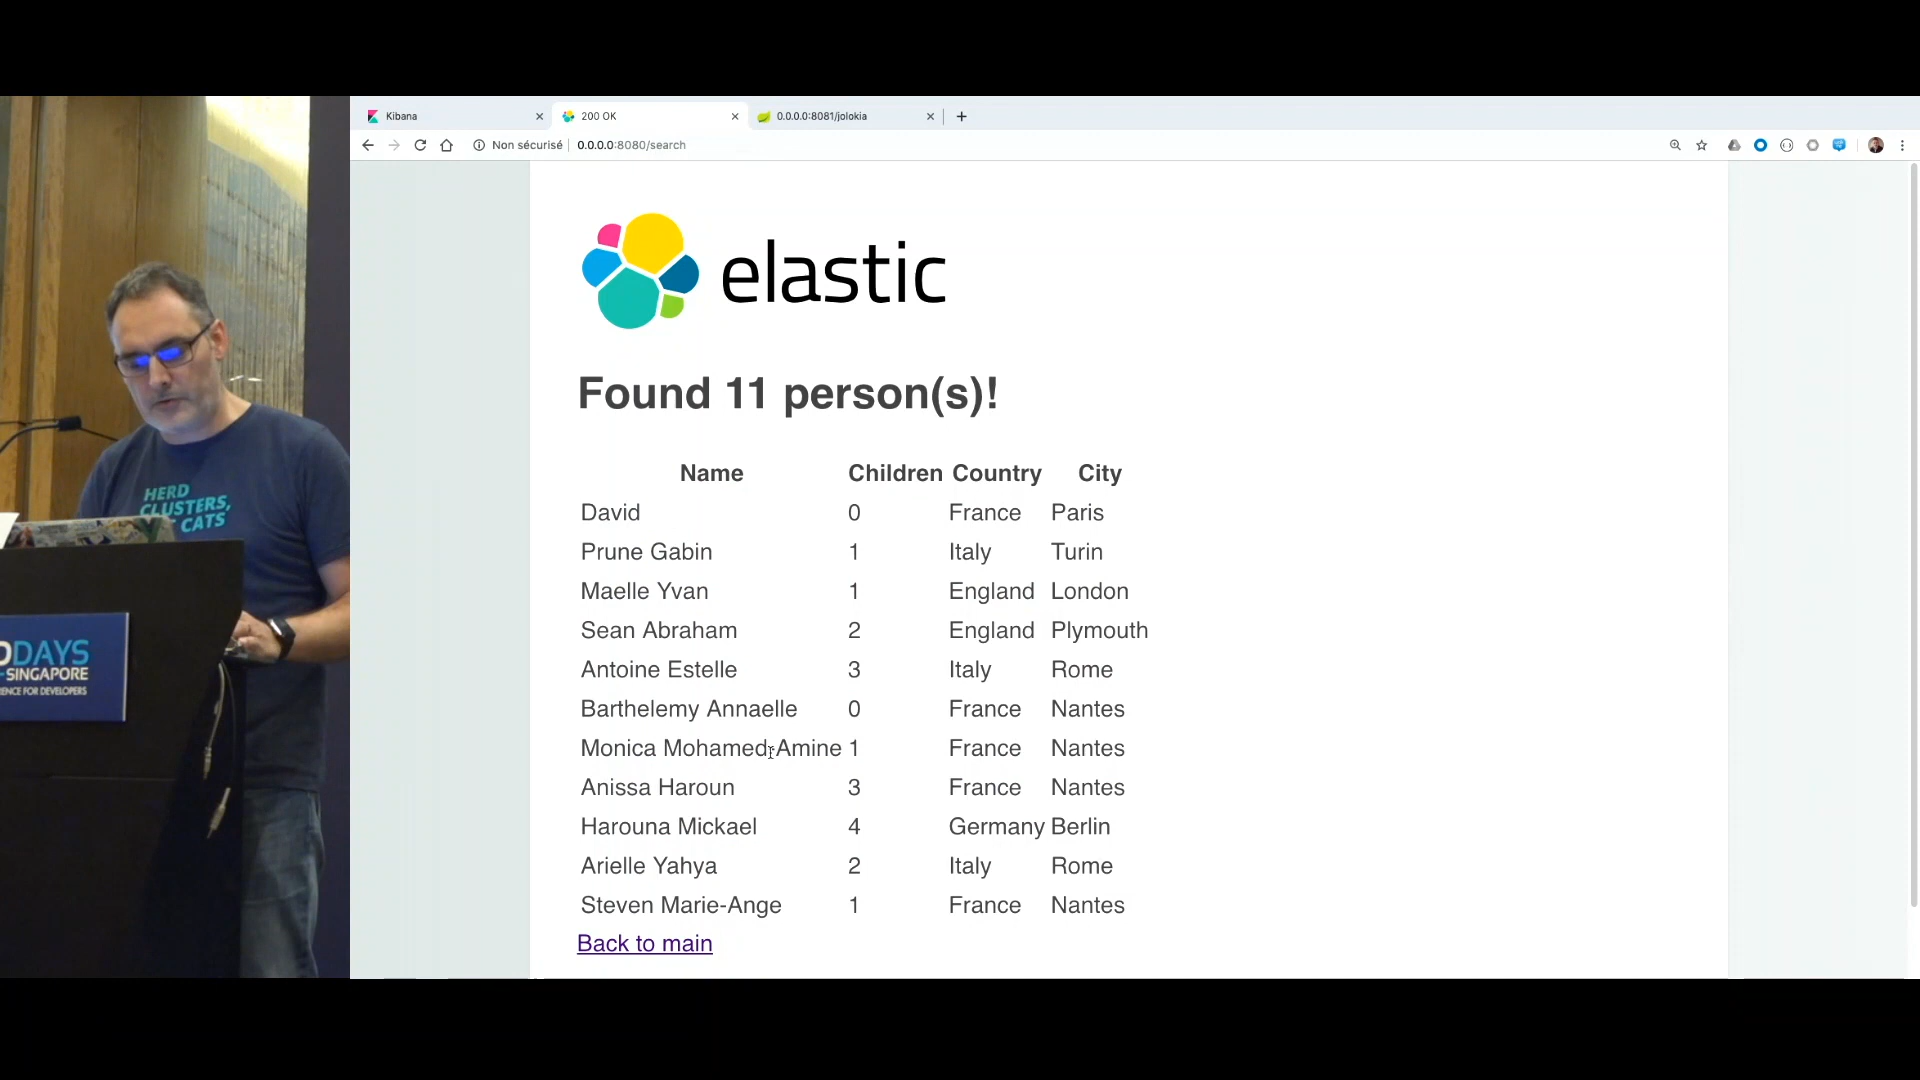 Kibana
200 OK
0.0.0.0:8081/jolokia
Non sécurisé
0.0.0.0:8080/search
elastic
Found 11 person(s)!
Name Children Country City
David 0 France Paris
Prune Gabin 1 Italy Turin
Maelle Yvan 1 England London
Sean Abraham 2 England Plymouth
Antoine Estelle 3 Italy Rome
Barthelemy Annaelle 0 France Nantes
Monica Mohamed-Amine 1 France Nantes
Anissa Haroun 3 France Nantes
Harouna Mickael 4 Germany Berlin
Arielle Yahya 2 Italy Rome
Steven Marie-Ange 1 France Nantes
Back to main
HERD
CLUSTERS,
CATS
DAYS
SINGAPORE
FOR DEVELOPERS